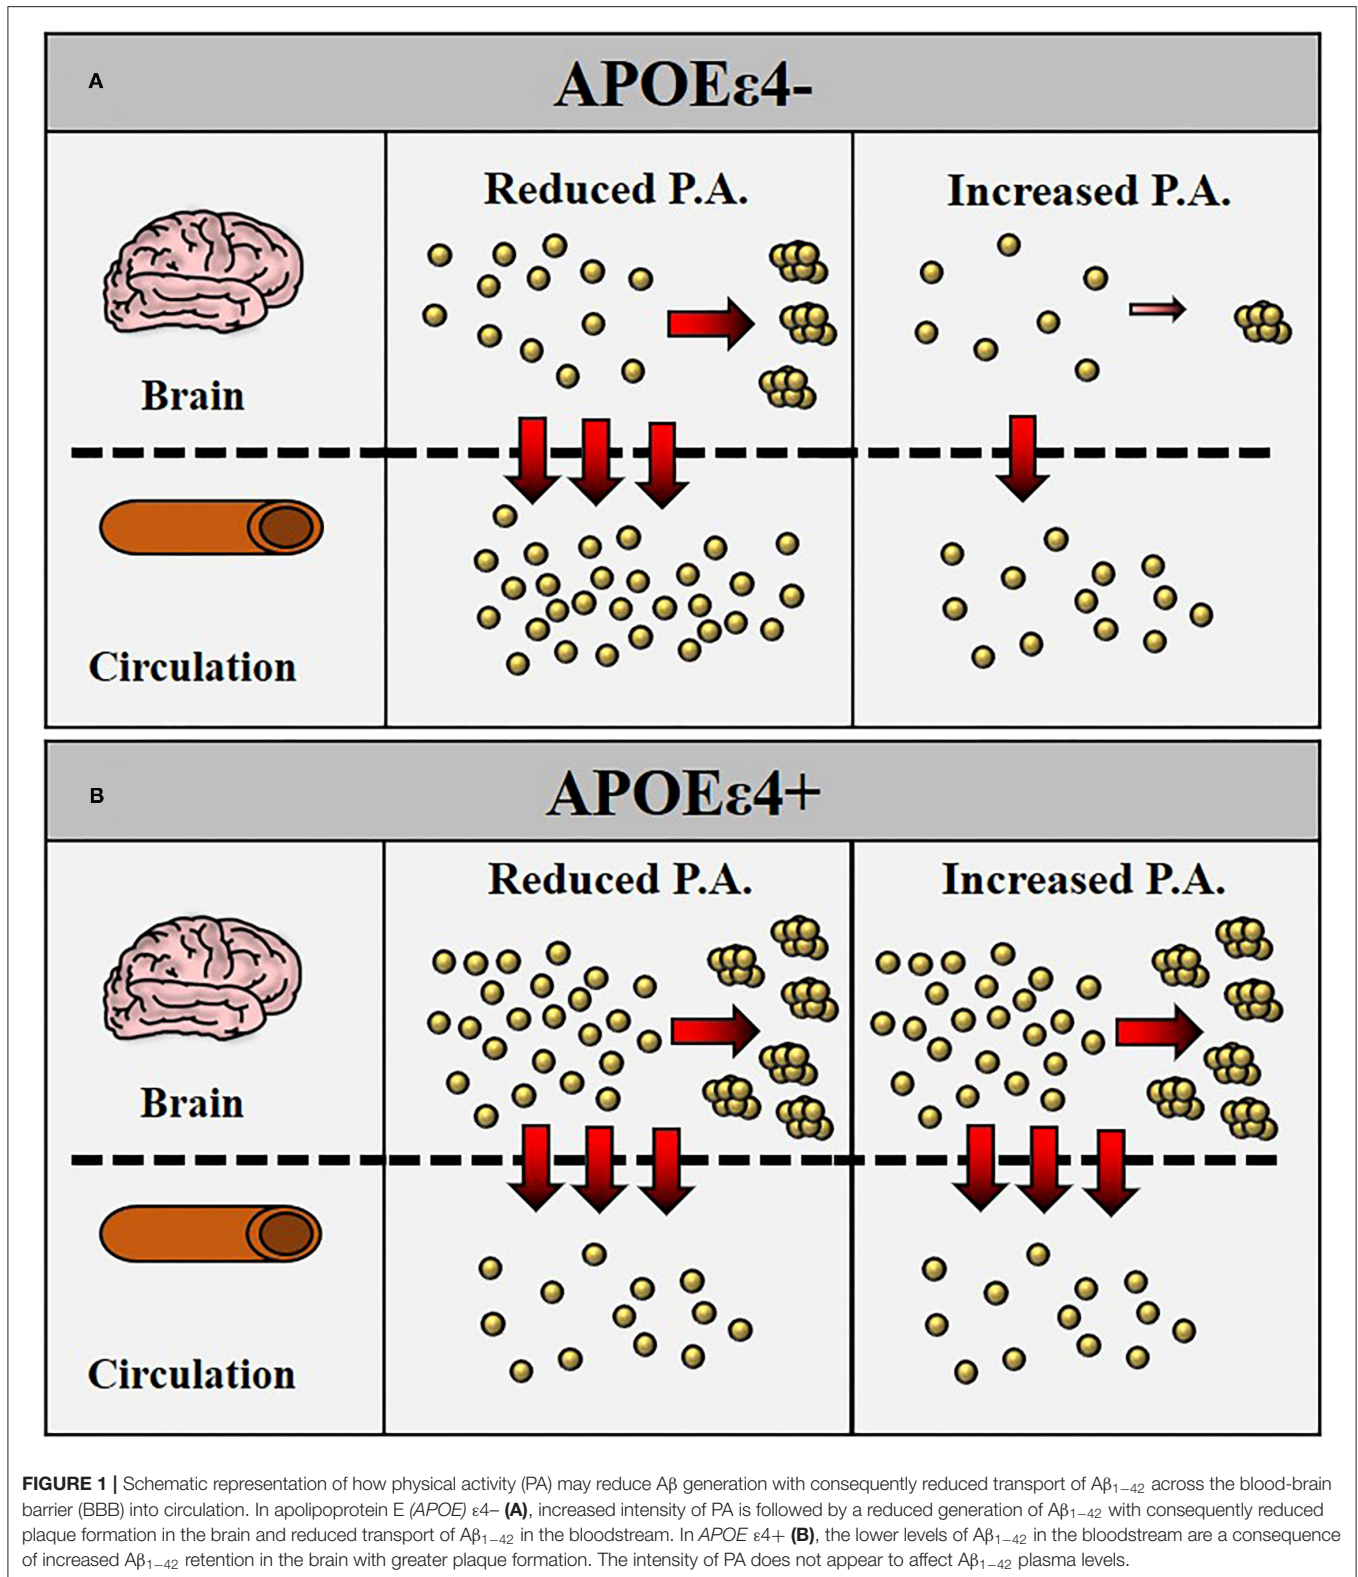 A
APOEε4-
Reduced P.A.
Increased P.A.
Brain
Circulation
B
APOEε4+
Reduced P.A.
Increased P.A.
Brain
Circulation
FIGURE 1 | Schematic representation of how physical activity (PA) may reduce Aβ generation with consequently reduced transport of Aβ1−42 across the blood-brain
barrier (BBB) into circulation. In apolipoprotein E (APOE) ε4− (A), increased intensity of PA is followed by a reduced generation of Aβ1−42 with consequently reduced
plaque formation in the brain and reduced transport of Aβ1−42 in the bloodstream. In APOE ε4+ (B), the lower levels of Aβ1−42 in the bloodstream are a consequence
of increased Aβ1−42 retention in the brain with greater plaque formation. The intensity of PA does not appear to affect Aβ1−42 plasma levels.